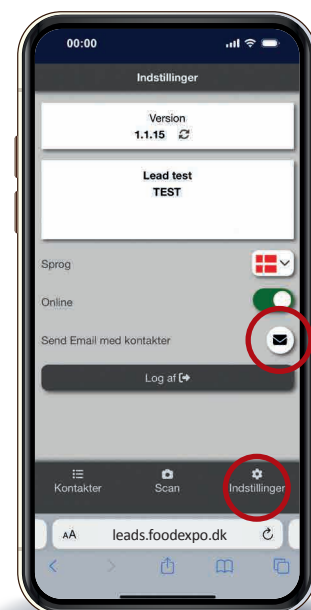 00:00
Indstillinger
Version
1.1.15
Lead test
TEST
Sprog
Online
Send Email med kontakter
Log af
Kontakter Scan Indstillinger
AA leads.foodexpo.dk